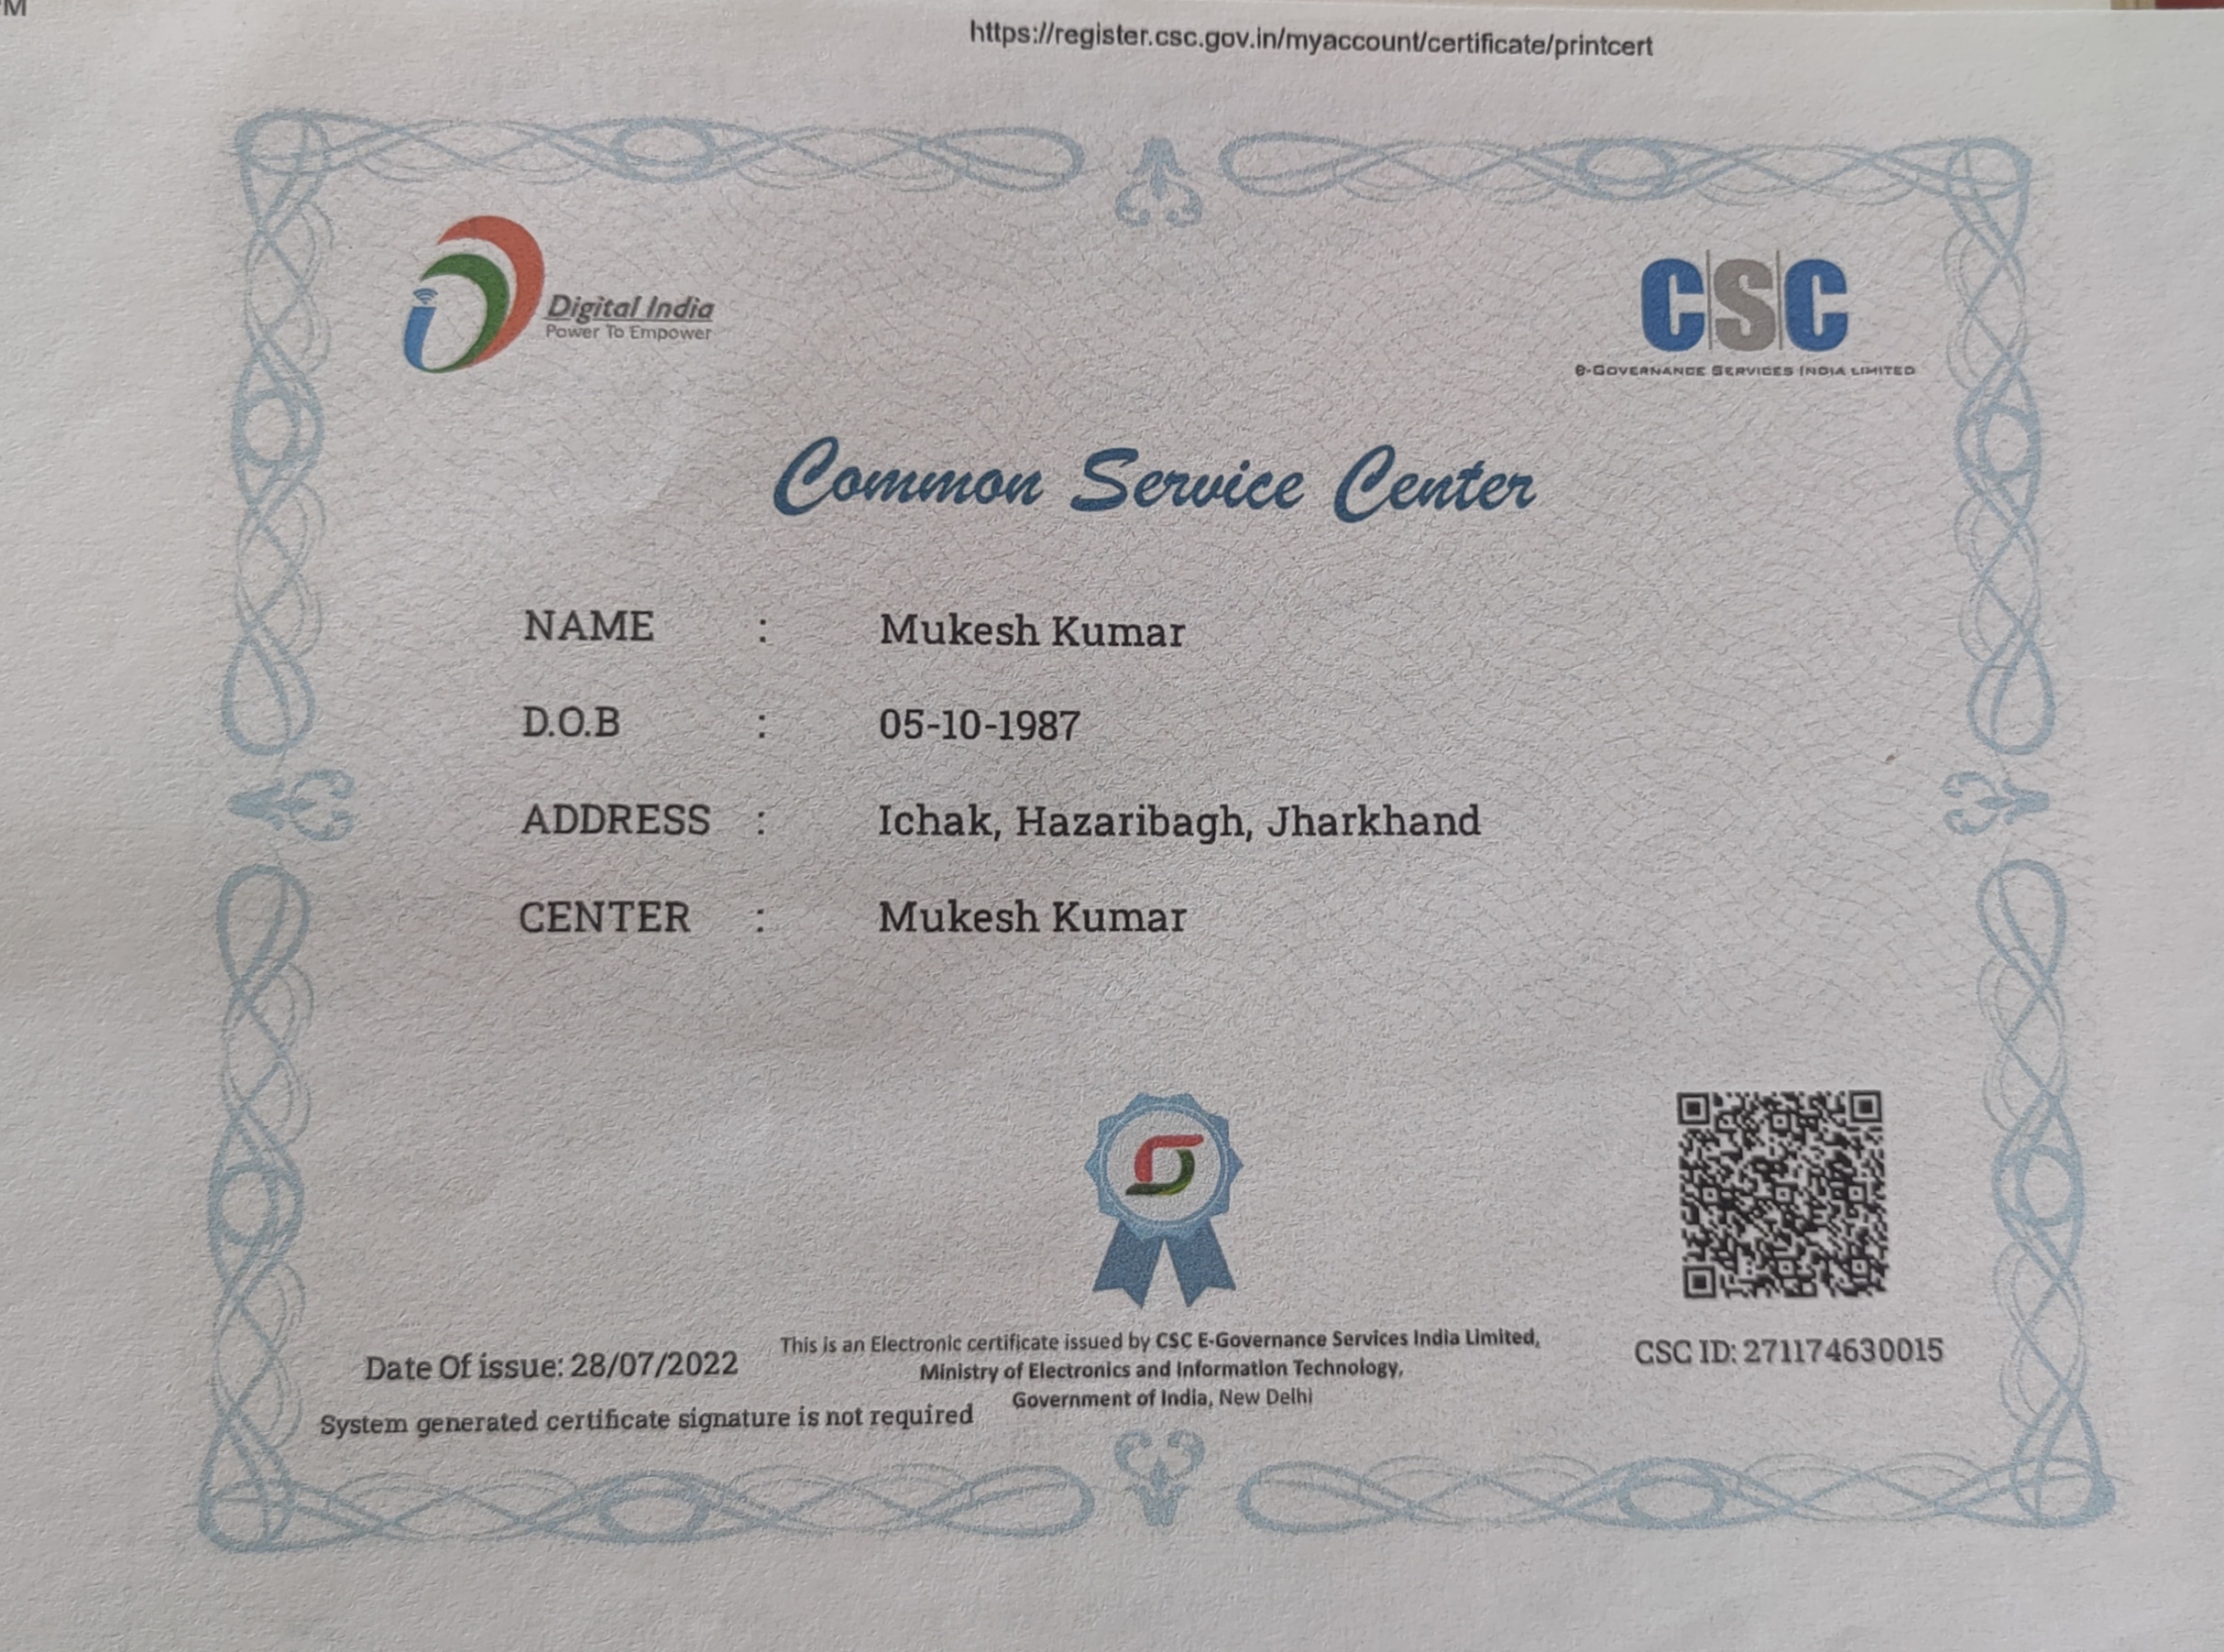 M
https://register.csc.gov.in/myaccount/certificate/printcert
Digital India
Power To Empower
CSC
e-Governance Services India Limited
Common Service Center
NAME : Mukesh Kumar
D.O.B : 05-10-1987
ADDRESS : Ichak, Hazaribagh, Jharkhand
CENTER : Mukesh Kumar
This is an Electronic certificate issued by CSC E-Governance Services India Limited,
Ministry of Electronics and Information Technology,
Government of India, New Delhi
Date Of issue: 28/07/2022
System generated certificate signature is not required
CSC ID: 271174630015